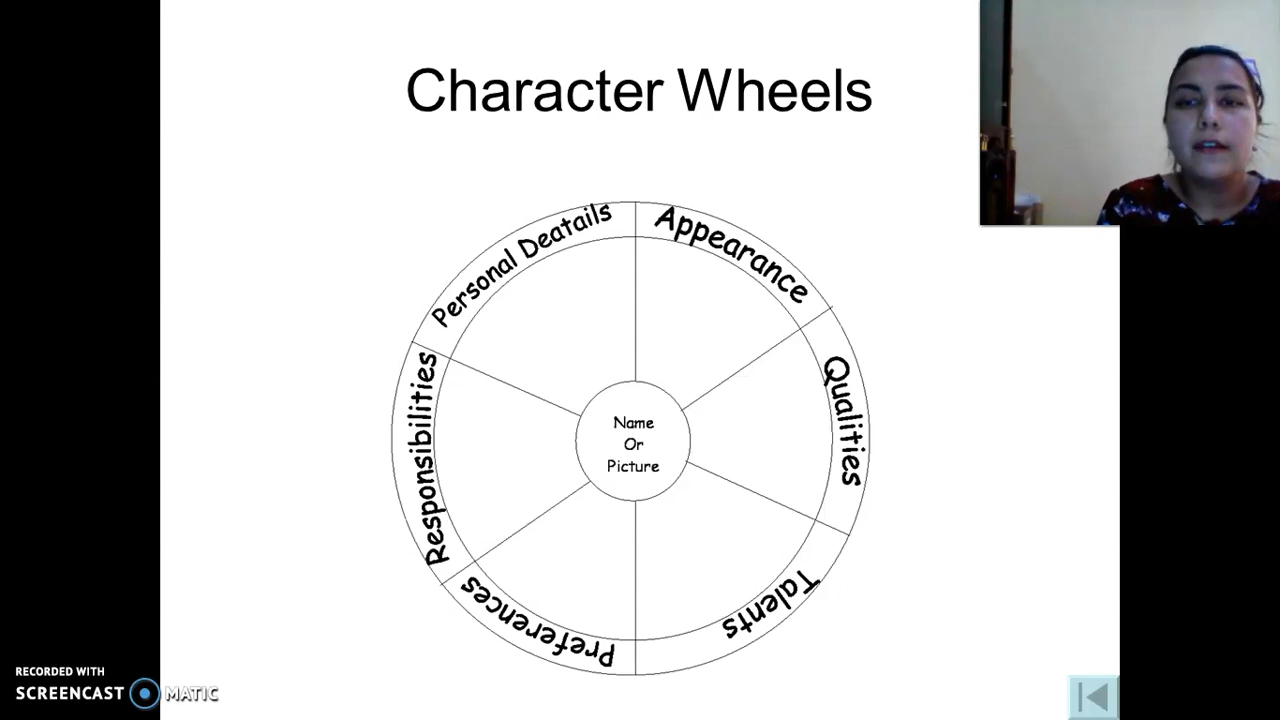 Character Wheels
Personal Deatails
Appearance
Qualities
Talents
Preferences
Responsibilities
Name
Or
Picture
RECORDED WITH
SCREENCAST MATIC